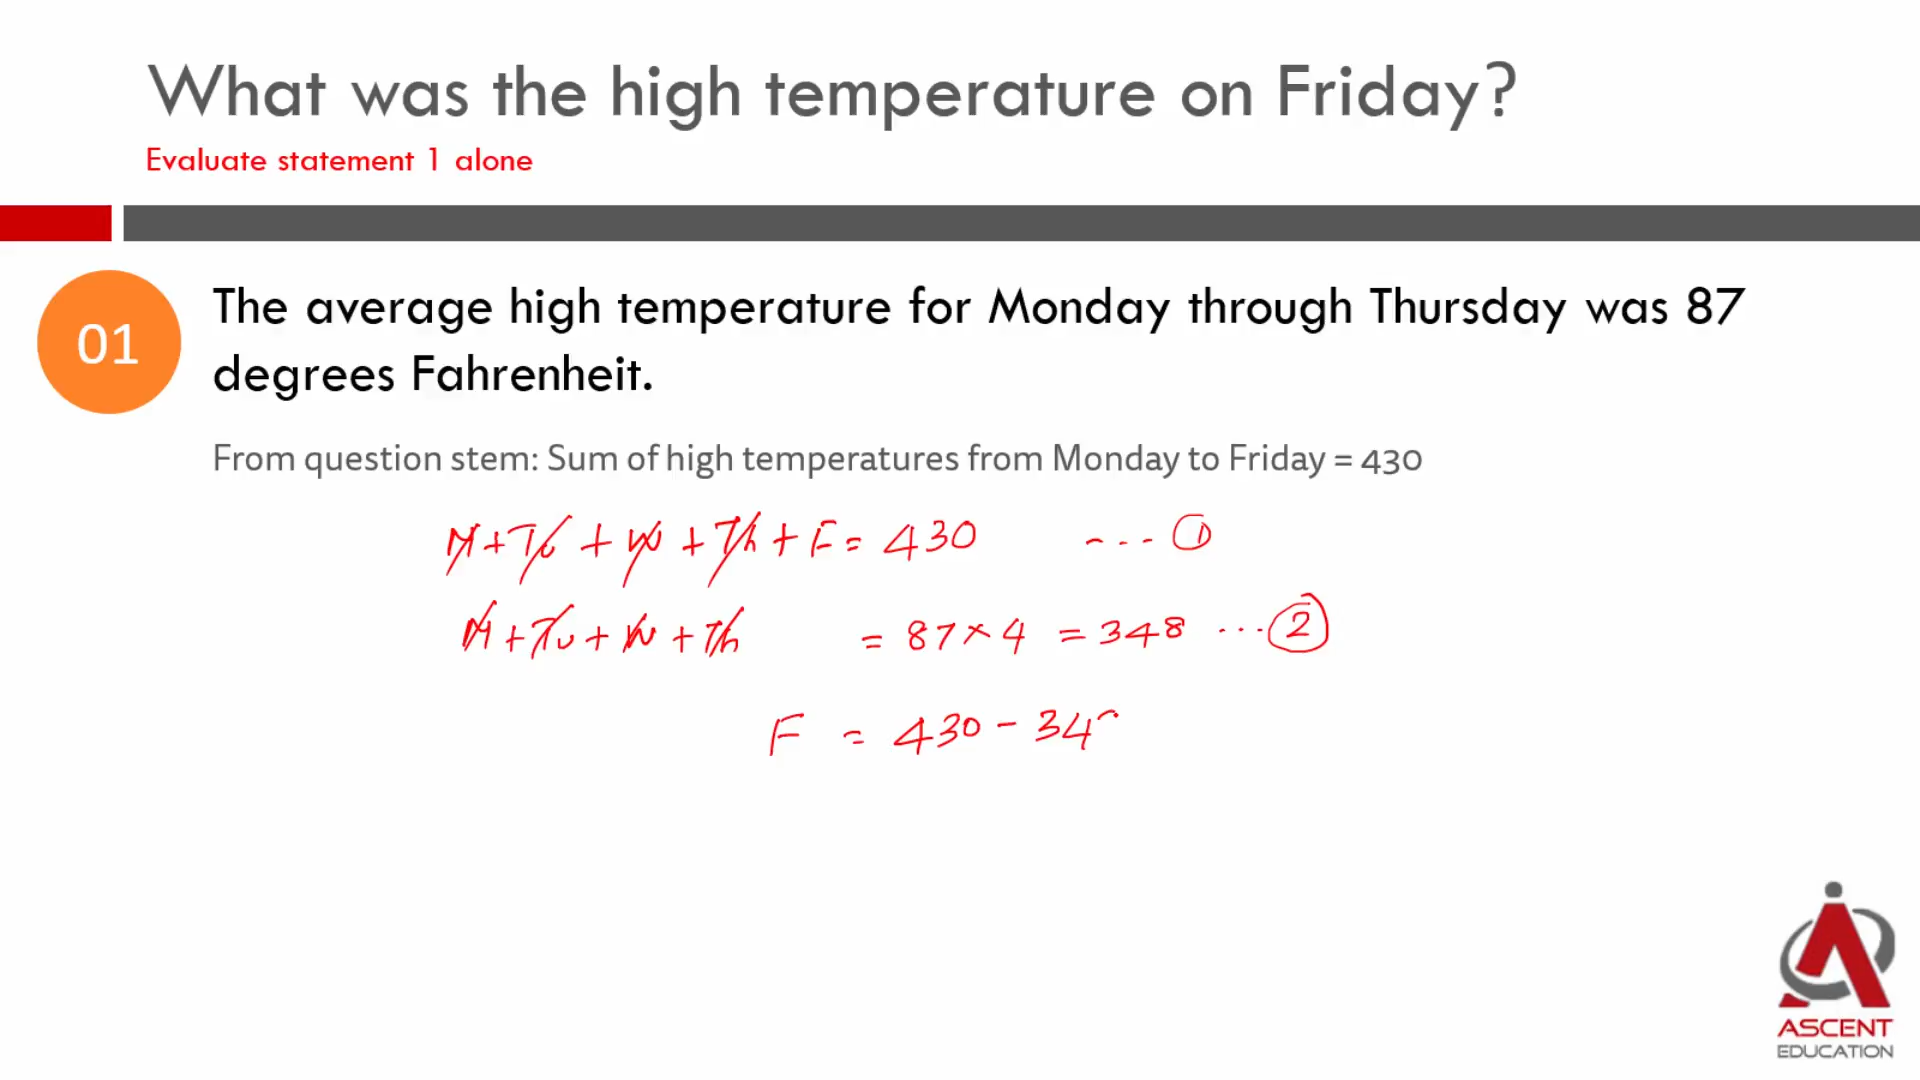 What was the high temperature on Friday?
Evaluate statement 1 alone
01
The average high temperature for Monday through Thursday was 87
degrees Fahrenheit.
From question stem: Sum of high temperatures from Monday to Friday = 430
M + Tu + W + Th + F = 430 ... 1
M + Tu + W + Th = 87 × 4 = 348 ... 2
F = 430 - 34
ASCENT
EDUCATION